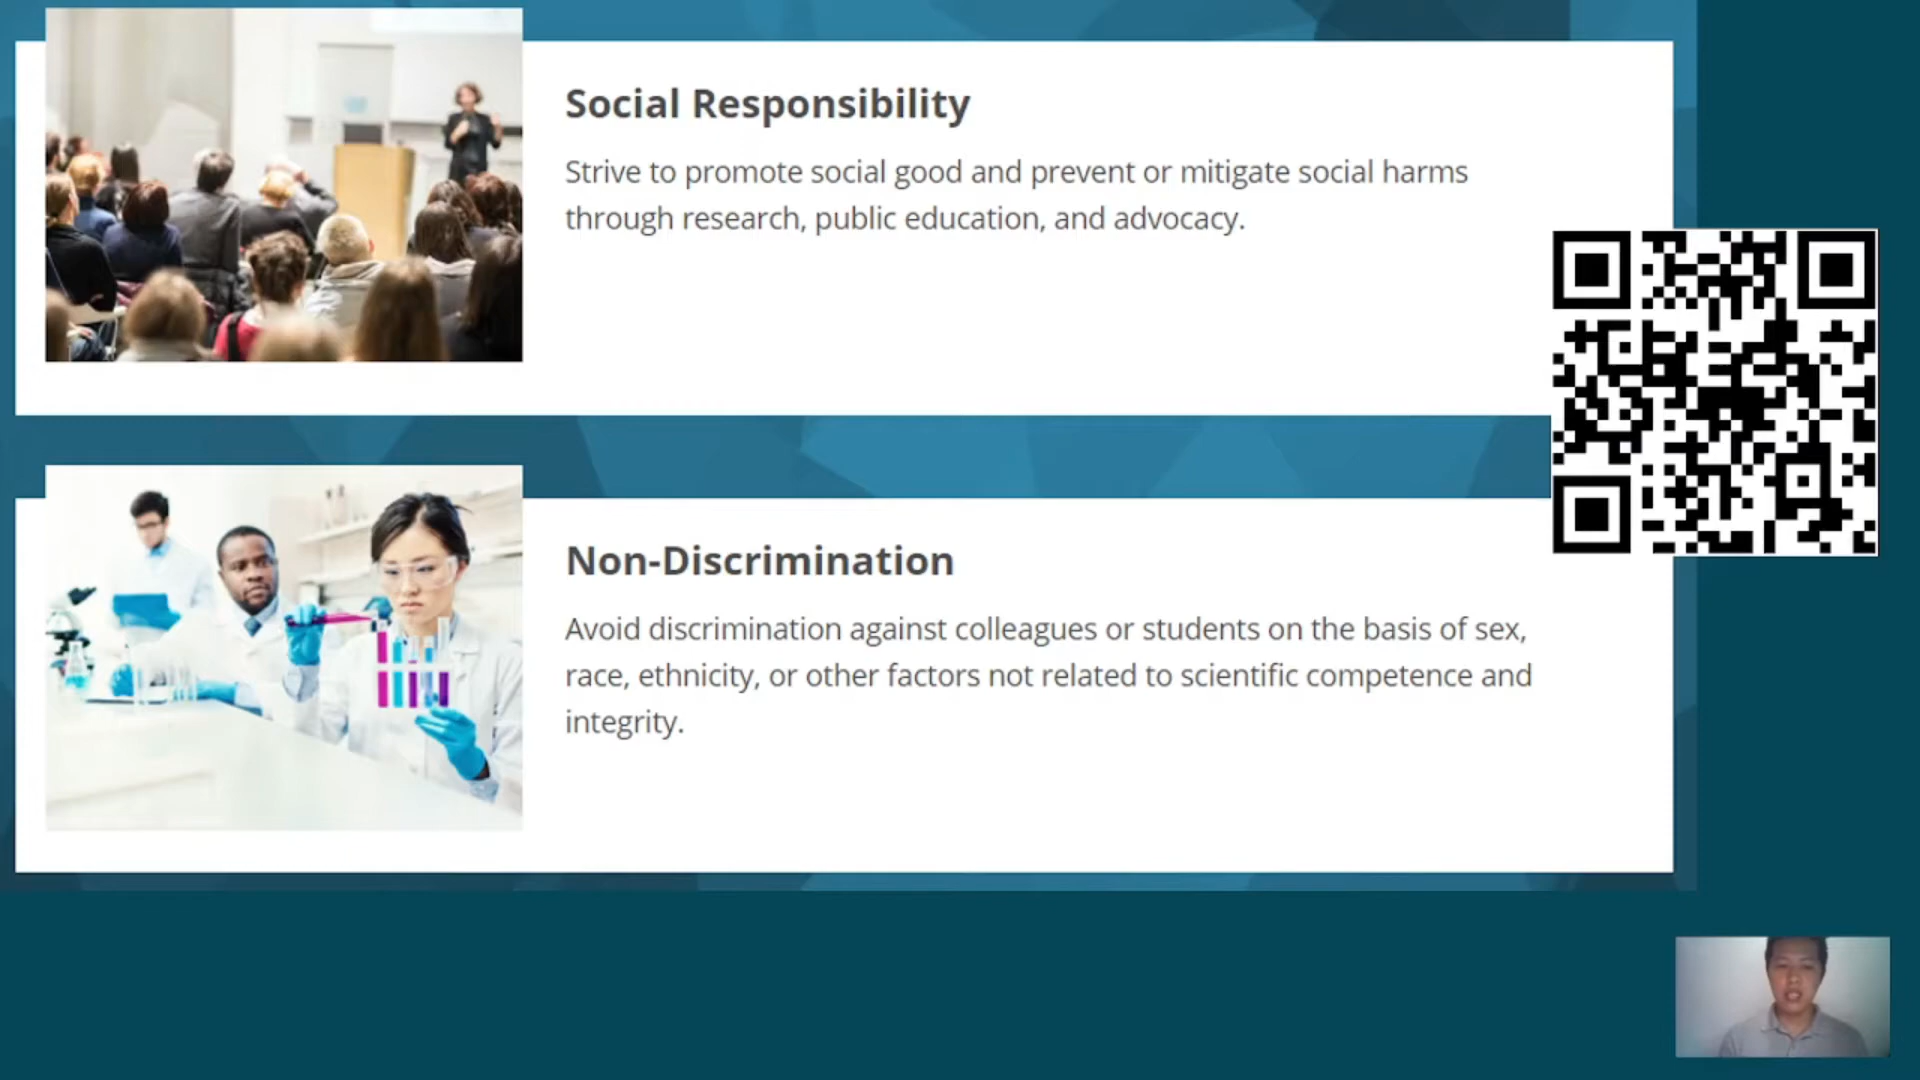 Social Responsibility
Strive to promote social good and prevent or mitigate social harms
through research, public education, and advocacy.
Non-Discrimination
Avoid discrimination against colleagues or students on the basis of sex,
race, ethnicity, or other factors not related to scientific competence and
integrity.